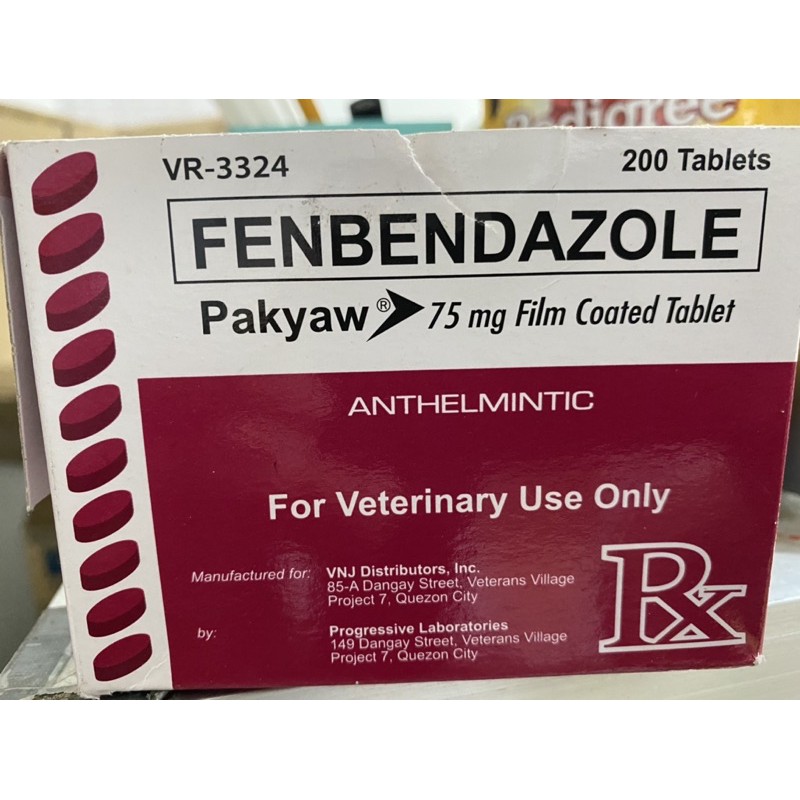 Pedigree
VR-3324
200 Tablets
FENBENDAZOLE
Pakyaw® 75 mg Film Coated Tablet
ANTHELMINTIC
For Veterinary Use Only
Manufactured for: VNJ Distributors, Inc.
85-A Dangay Street, Veterans Village
Project 7, Quezon City
by: Progressive Laboratories
149 Dangay Street, Veterans Village
Project 7, Quezon City
Rx